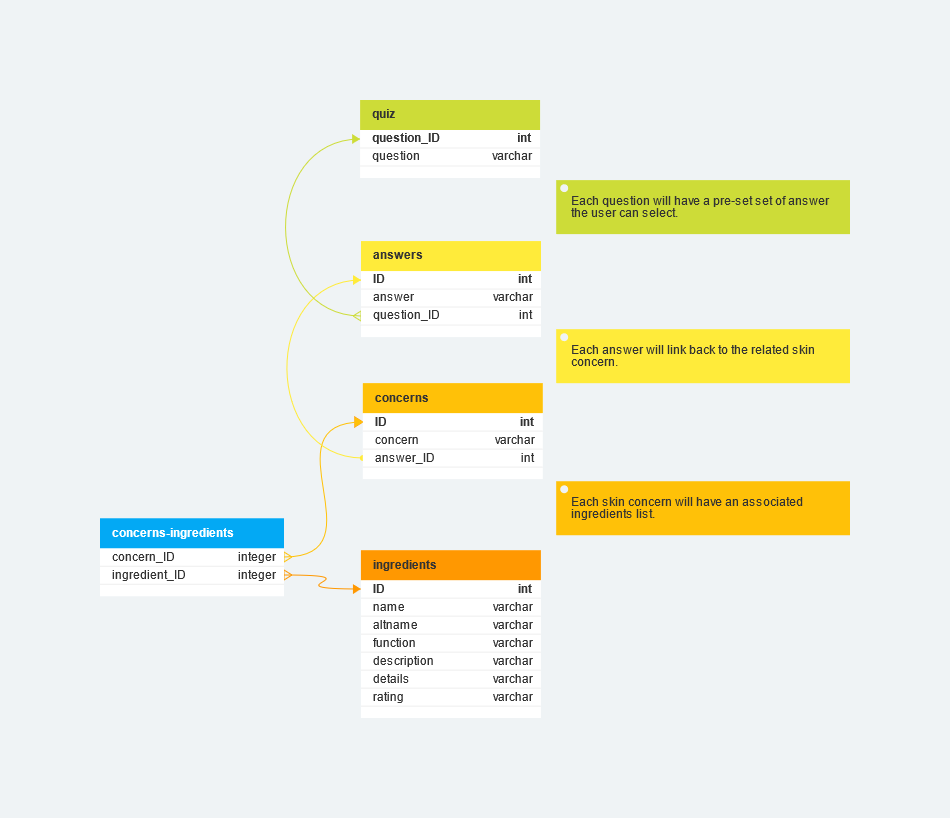 quiz
question_ID int
question varchar
Each question will have a pre-set set of answer
the user can select.
answers
ID int
answer varchar
question_ID int
Each answer will link back to the related skin
concern.
concerns
ID int
concern varchar
answer_ID int
Each skin concern will have an associated
ingredients list.
concerns-ingredients
concern_ID integer
ingredient_ID integer
ingredients
ID int
name varchar
altname varchar
function varchar
description varchar
details varchar
rating varchar